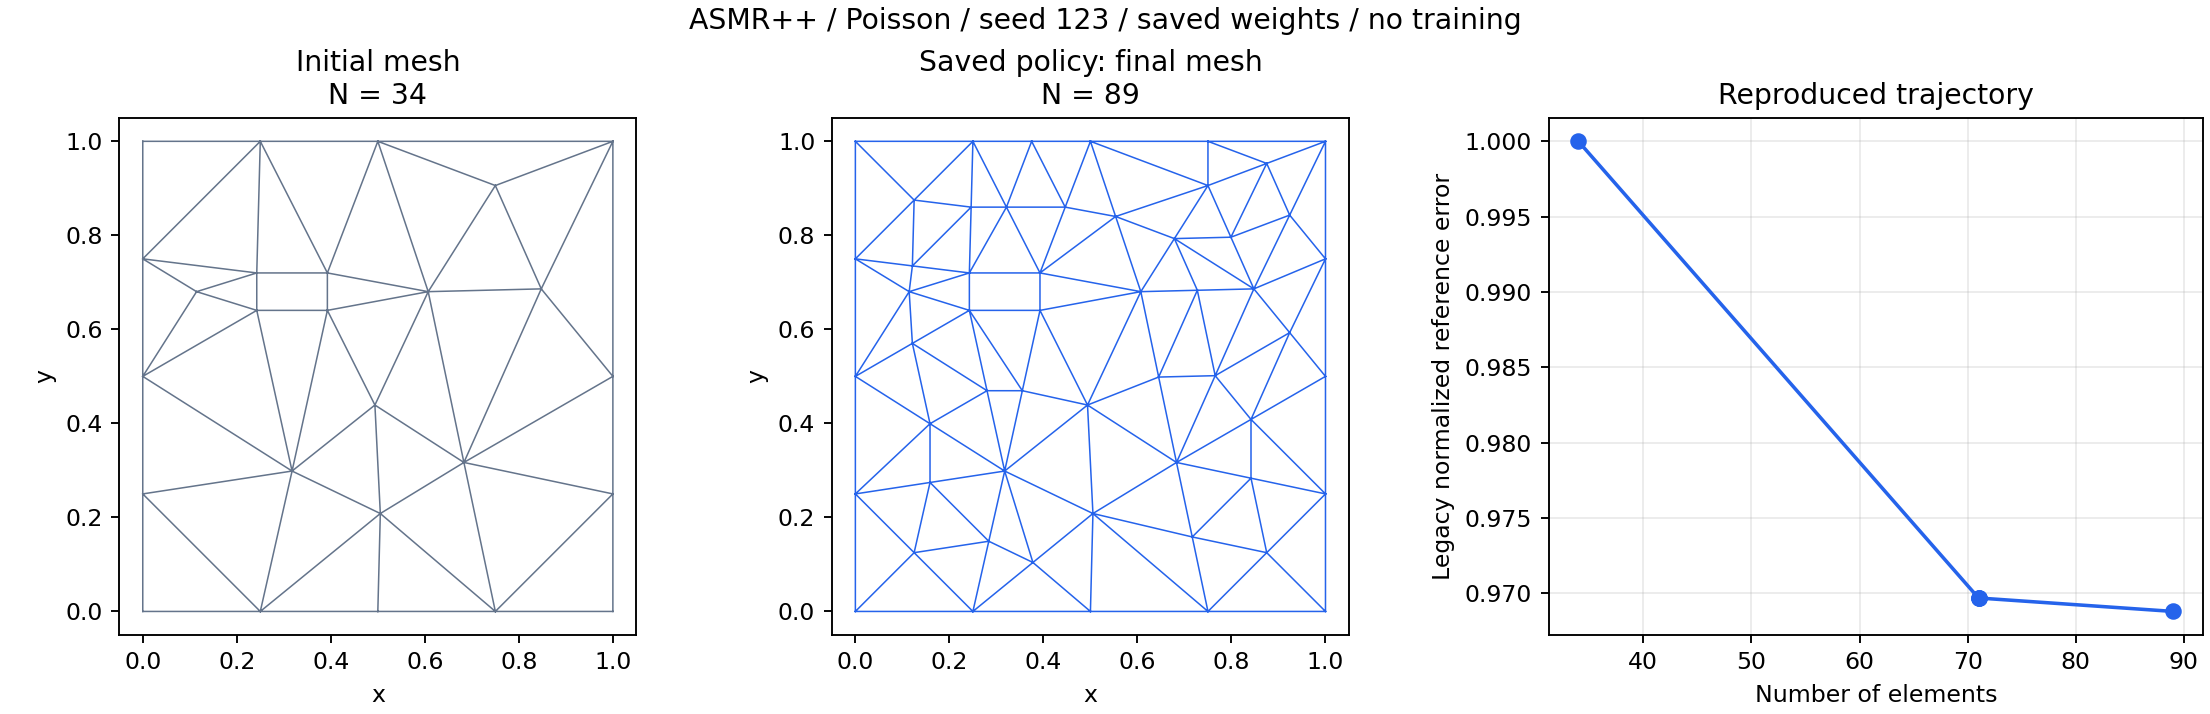 ASMR++ / Poisson / seed 123 / saved weights / no training
Initial mesh
N = 34
1.0
0.8
0.6
0.4
0.2
0.0
y
0.0 0.2 0.4 0.6 0.8 1.0
x
Saved policy: final mesh
N = 89
1.0
0.8
0.6
0.4
0.2
0.0
y
0.0 0.2 0.4 0.6 0.8 1.0
x
Reproduced trajectory
1.000
0.995
0.990
0.985
0.980
0.975
0.970
Legacy normalized reference error
40 50 60 70 80 90
Number of elements